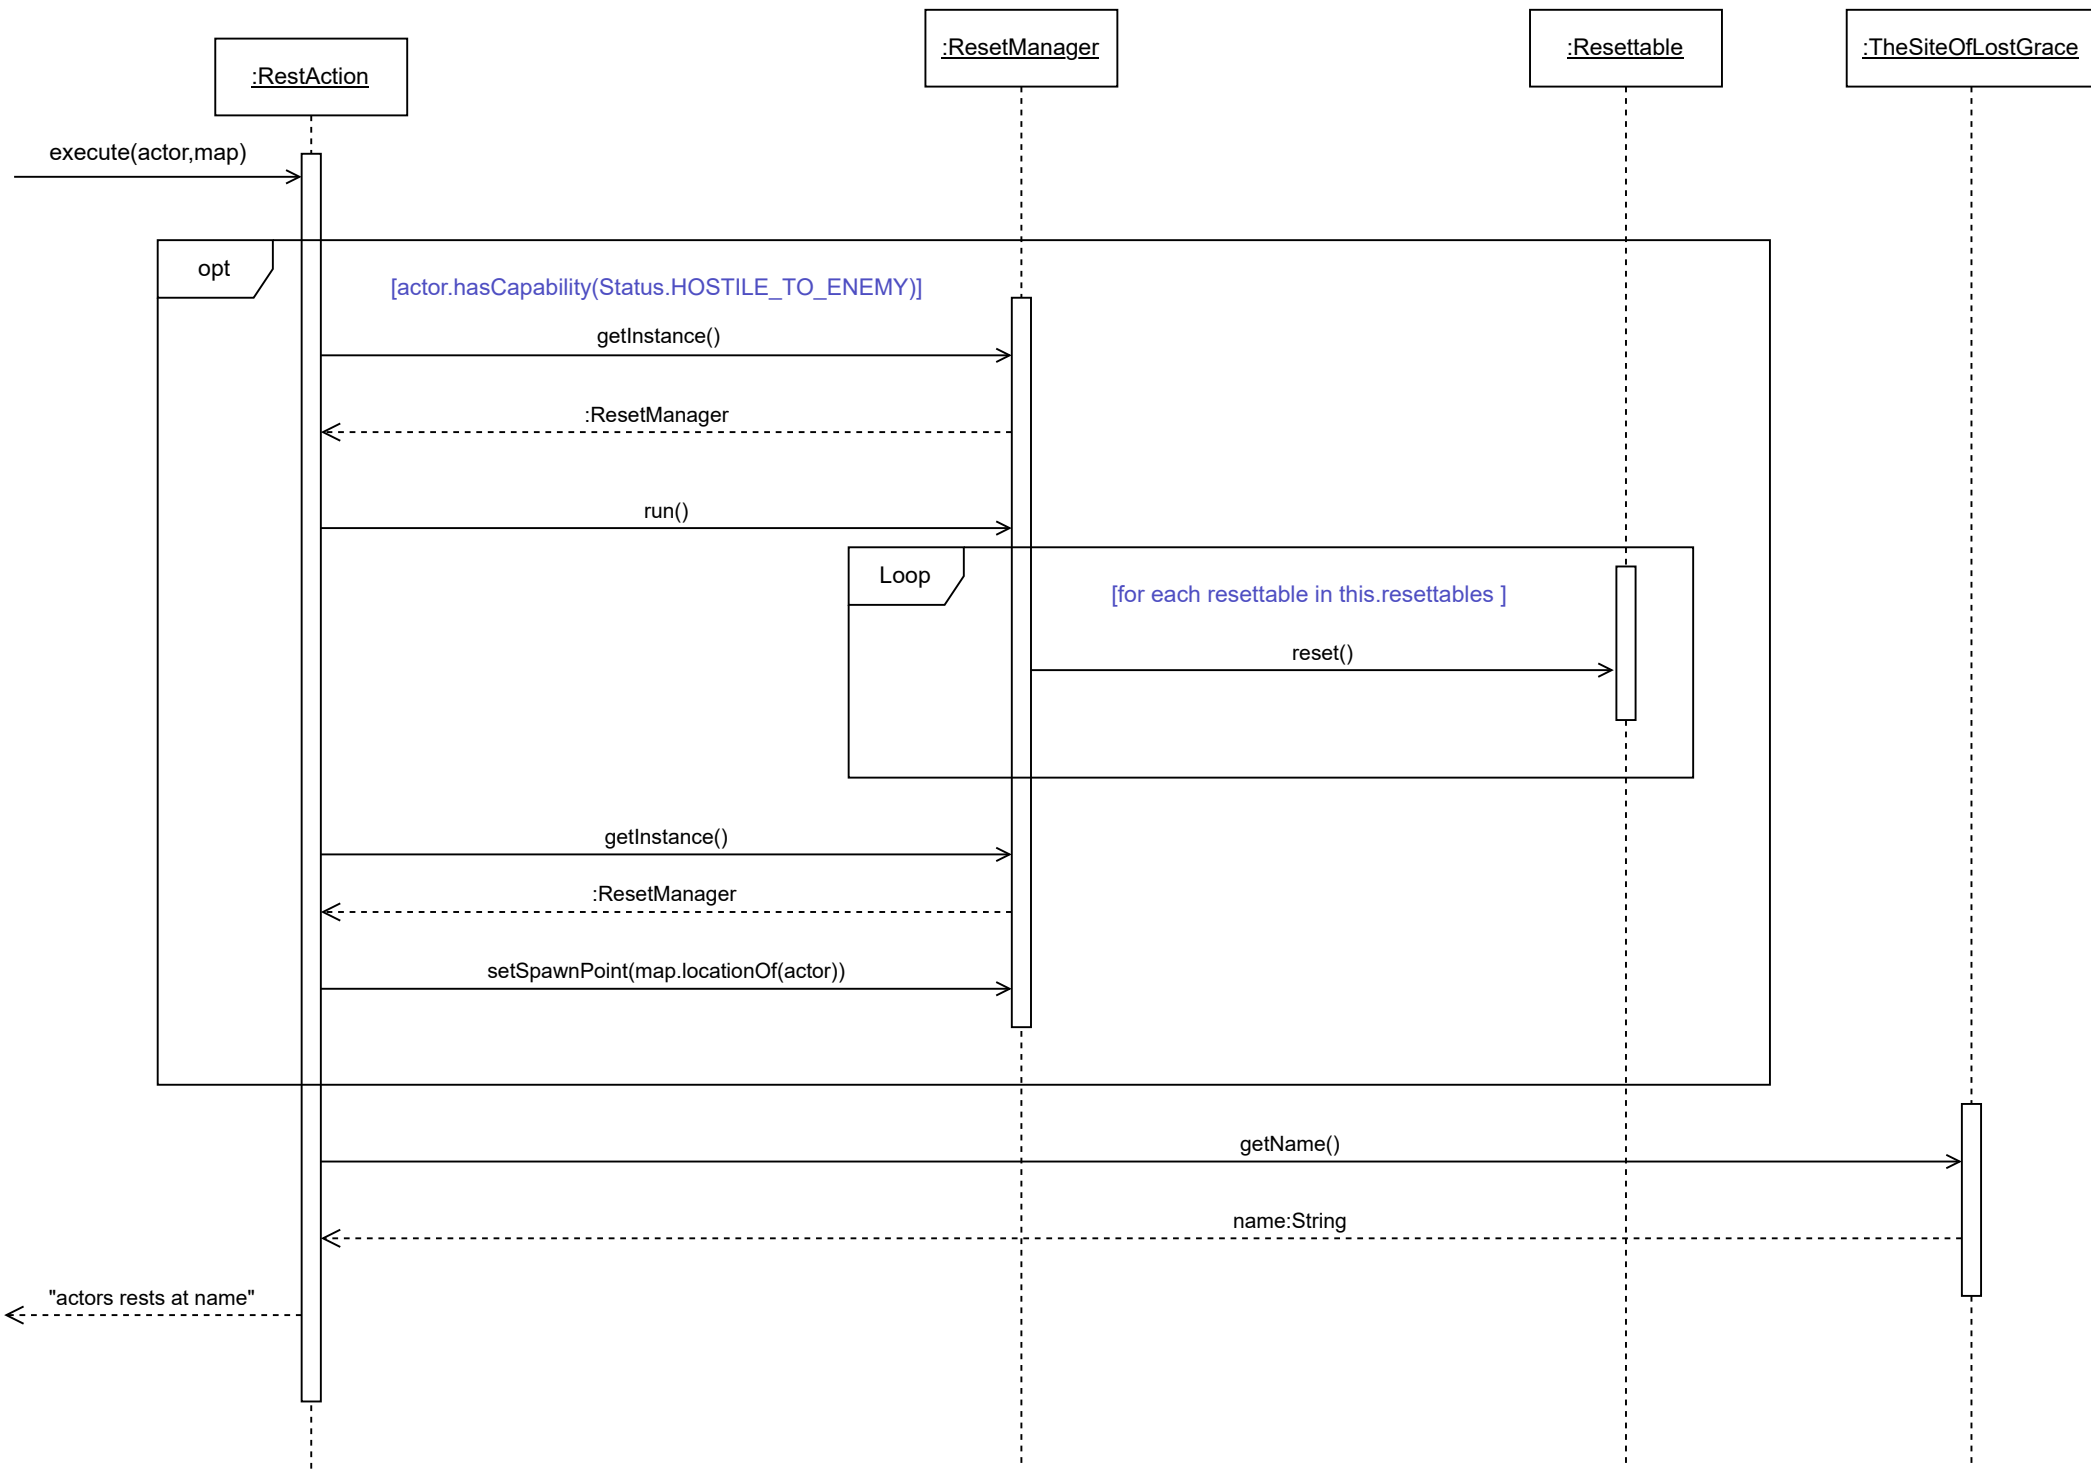 :RestAction
:ResetManager
:Resettable
:TheSiteOfLostGrace
execute(actor,map)
opt
[actor.hasCapability(Status.HOSTILE_TO_ENEMY)]
getInstance()
:ResetManager
run()
Loop
[for each resettable in this.resettables ]
reset()
getInstance()
:ResetManager
setSpawnPoint(map.locationOf(actor))
getName()
name:String
"actors rests at name"